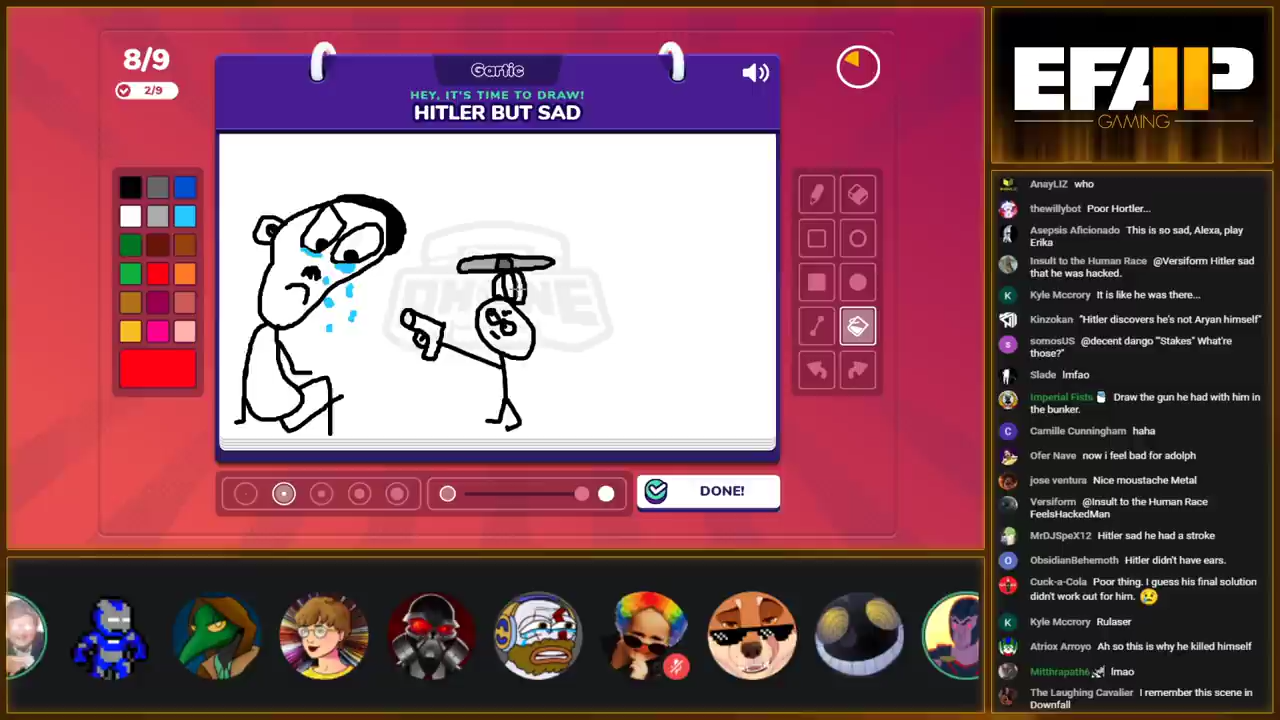 8/9
2/9
Gartic
HEY, IT'S TIME TO DRAW!
HITLER BUT SAD
DONE!
EFAP
GAMING
AnayLIZ who
thewillybot Poor Hortler...
Asepsis Aficionado This is so sad, Alexa, play
Erika
Insult to the Human Race @Versiform Hitler sad
that he was hacked.
Kyle Mccrory It is like he was there...
Kinzokan "Hitler discovers he's not Aryan himself"
somosUS @decent dango "Stakes" What're
those?"
Slade lmfao
Imperial Fists Draw the gun he had with him in
the bunker.
Camille Cunningham haha
Ofer Nave now i feel bad for adolph
jose ventura Nice moustache Metal
Versiform @Insult to the Human Race
FeelsHackedMan
MrDJSpeX12 Hitler sad he had a stroke
ObsidianBehemoth Hitler didn't have ears.
Cuck-a-Cola Poor thing. I guess his final solution
didn't work out for him. 😢
Kyle Mccrory Rulaser
Atriox Arroyo Ah so this is why he killed himself
Mitthrapath6 lmao
The Laughing Cavalier I remember this scene in
Downfall